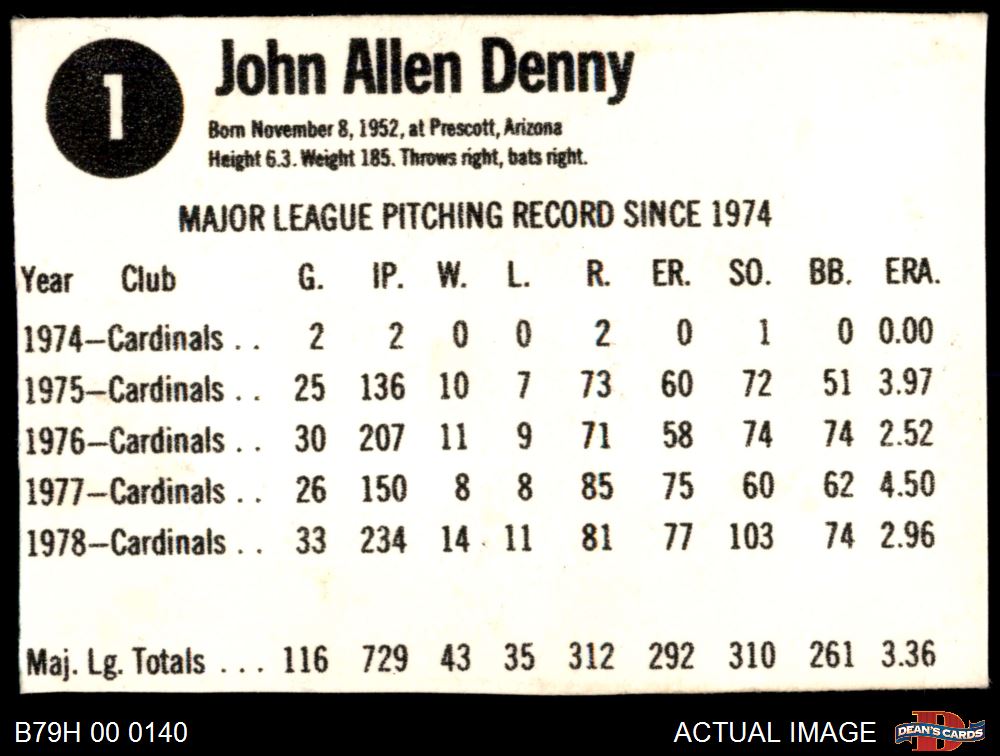 1
John Allen Denny
Born November 8, 1952, at Prescott, Arizona
Height 6.3. Weight 185. Throws right, bats right.
MAJOR LEAGUE PITCHING RECORD SINCE 1974
Year Club G. IP. W. L. R. ER. SO. BB. ERA.
1974—Cardinals . . 2 2 0 0 2 0 1 0 0.00
1975—Cardinals . . 25 136 10 7 73 60 72 51 3.97
1976—Cardinals . . 30 207 11 9 71 58 74 74 2.52
1977—Cardinals . . 26 150 8 8 85 75 60 62 4.50
1978—Cardinals . . 33 234 14 11 81 77 103 74 2.96
Maj. Lg. Totals . . . 116 729 43 35 312 292 310 261 3.36
B79H 00 0140 ACTUAL IMAGE DEAN'S CARDS